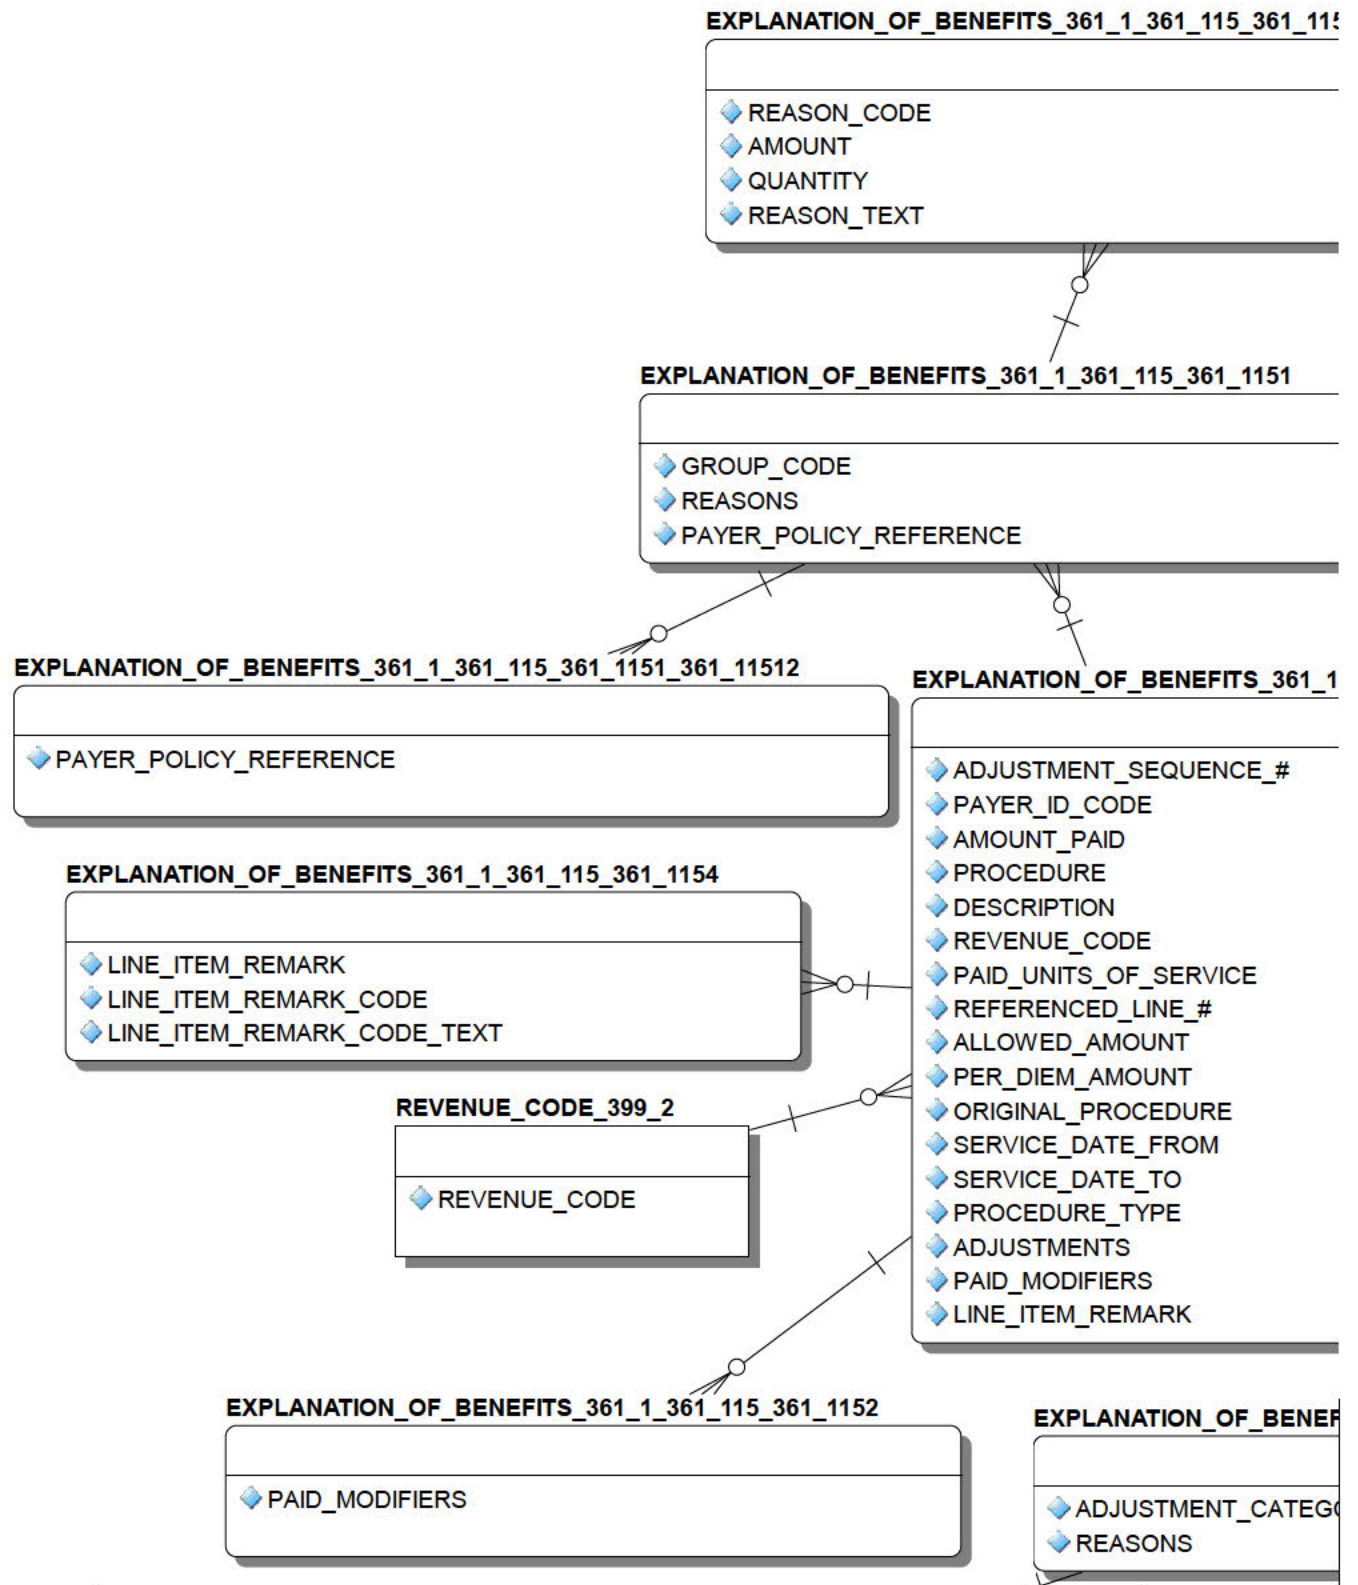 EXPLANATION_OF_BENEFITS_361_1_361_115_361_115
REASON_CODE
AMOUNT
QUANTITY
REASON_TEXT
EXPLANATION_OF_BENEFITS_361_1_361_115_361_1151
GROUP_CODE
REASONS
PAYER_POLICY_REFERENCE
EXPLANATION_OF_BENEFITS_361_1_361_115_361_1151_361_11512
PAYER_POLICY_REFERENCE
EXPLANATION_OF_BENEFITS_361_1
ADJUSTMENT_SEQUENCE_#
PAYER_ID_CODE
AMOUNT_PAID
PROCEDURE
DESCRIPTION
REVENUE_CODE
PAID_UNITS_OF_SERVICE
REFERENCED_LINE_#
ALLOWED_AMOUNT
PER_DIEM_AMOUNT
ORIGINAL_PROCEDURE
SERVICE_DATE_FROM
SERVICE_DATE_TO
PROCEDURE_TYPE
ADJUSTMENTS
PAID_MODIFIERS
LINE_ITEM_REMARK
EXPLANATION_OF_BENEFITS_361_1_361_115_361_1154
LINE_ITEM_REMARK
LINE_ITEM_REMARK_CODE
LINE_ITEM_REMARK_CODE_TEXT
REVENUE_CODE_399_2
REVENUE_CODE
EXPLANATION_OF_BENEFITS_361_1_361_115_361_1152
PAID_MODIFIERS
EXPLANATION_OF_BENEF
ADJUSTMENT_CATEGO
REASONS